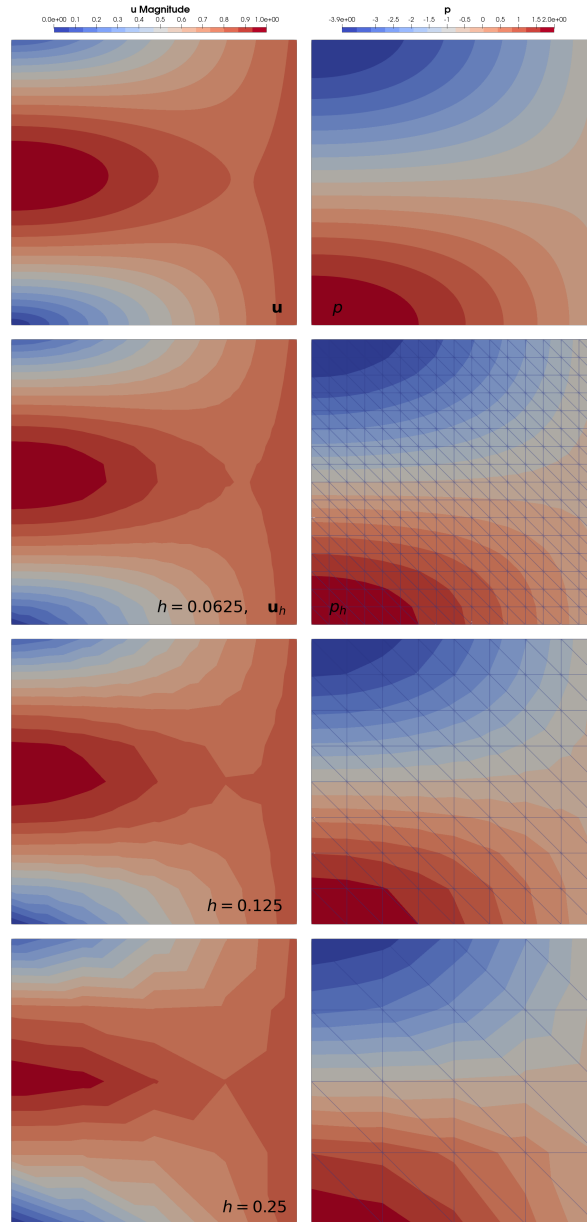 u Magnitude
0.0e+00 0.1 0.2 0.3 0.4 0.5 0.6 0.7 0.8 0.9 1.0e+00
p
-3.9e+00 -3 -2.5 -2 -1.5 -1 -0.5 0 0.5 1 1.5 2.0e+00
u
p
h = 0.0625, u_h
p_h
h = 0.125
h = 0.25